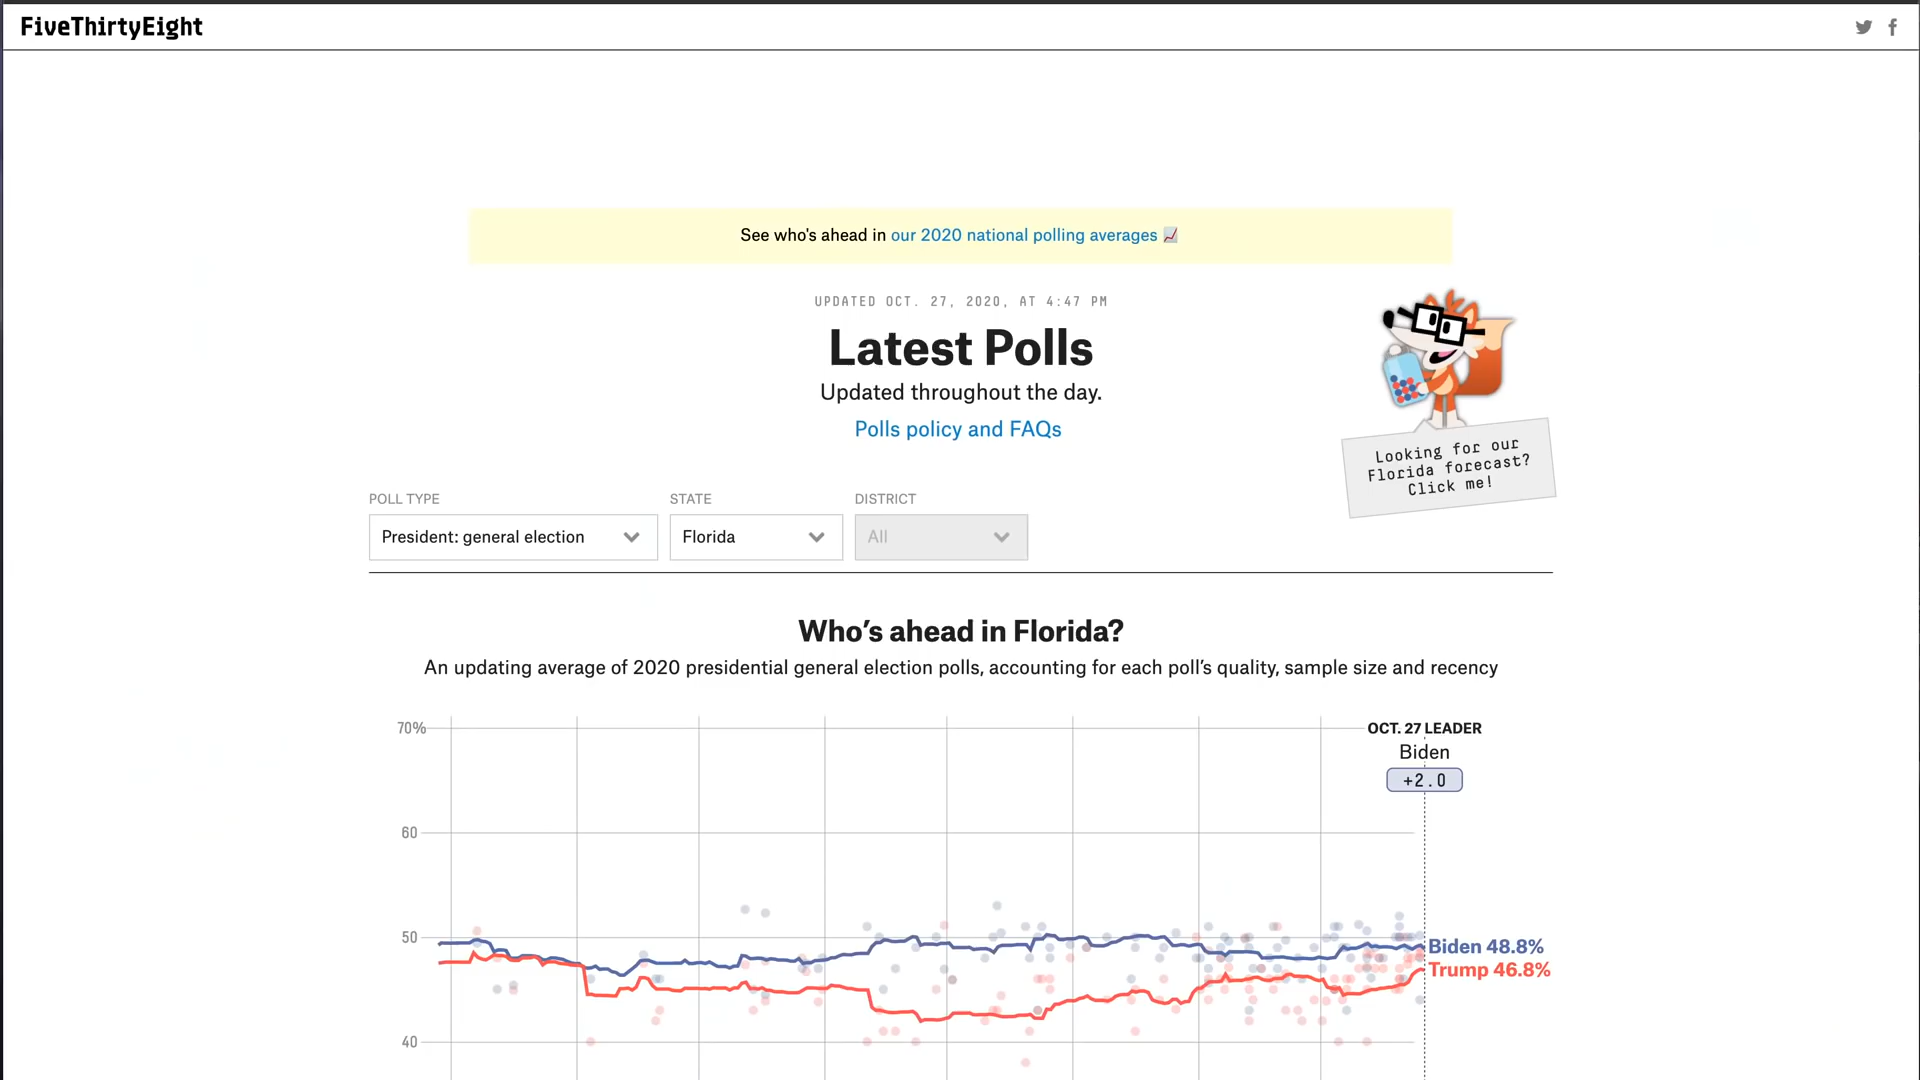 FiveThirtyEight
See who's ahead in our 2020 national polling averages
UPDATED OCT. 27, 2020, AT 4:47 PM
Latest Polls
Updated throughout the day.
Polls policy and FAQs
Looking for our
Florida forecast?
Click me!
POLL TYPE
STATE
DISTRICT
President: general election
Florida
All
Who's ahead in Florida?
An updating average of 2020 presidential general election polls, accounting for each poll's quality, sample size and recency
70%
OCT. 27 LEADER
Biden
+2.0
60
50
Biden 48.8%
Trump 46.8%
40